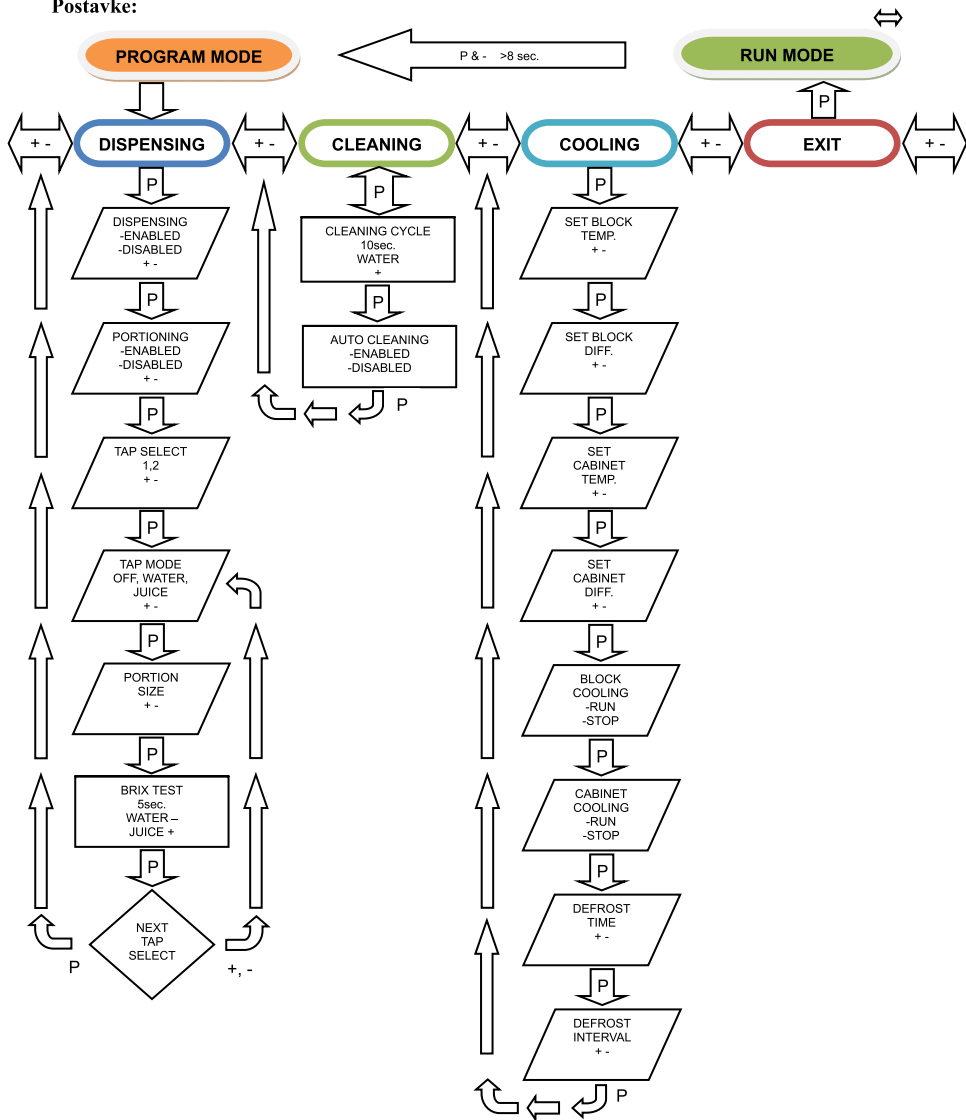 Postavke:
PROGRAM MODE
P & - >8 sec.
RUN MODE
P
+ -
DISPENSING
+ -
CLEANING
+ -
COOLING
+ -
EXIT
+ -
P
DISPENSING
-ENABLED
-DISABLED
+ -
P
PORTIONING
-ENABLED
-DISABLED
+ -
P
TAP SELECT
1,2
+ -
P
TAP MODE
OFF, WATER,
JUICE
+ -
P
PORTION
SIZE
+ -
P
BRIX TEST
5sec.
WATER –
JUICE +
P
NEXT
TAP
SELECT
P
+, -
P
CLEANING CYCLE
10sec.
WATER
+
P
AUTO CLEANING
-ENABLED
-DISABLED
P
P
SET BLOCK
TEMP.
+ -
P
SET BLOCK
DIFF.
+ -
P
SET
CABINET
TEMP.
+ -
P
SET
CABINET
DIFF.
+ -
P
BLOCK
COOLING
-RUN
-STOP
P
CABINET
COOLING
-RUN
-STOP
P
DEFROST
TIME
+ -
P
DEFROST
INTERVAL
+ -
P